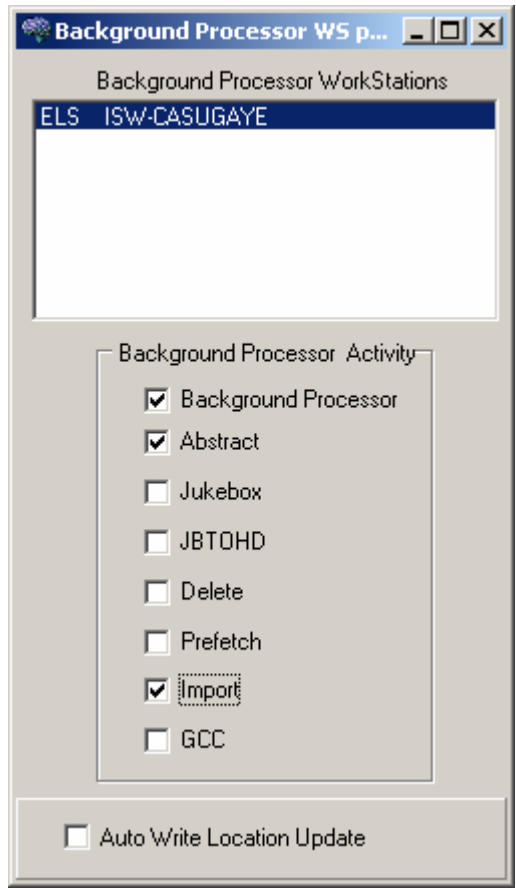 Background Processor WS p...
Background Processor WorkStations
ELS ISW-CASUGAYE
Background Processor Activity
Background Processor
Abstract
Jukebox
JBTOHD
Delete
Prefetch
Import
GCC
Auto Write Location Update